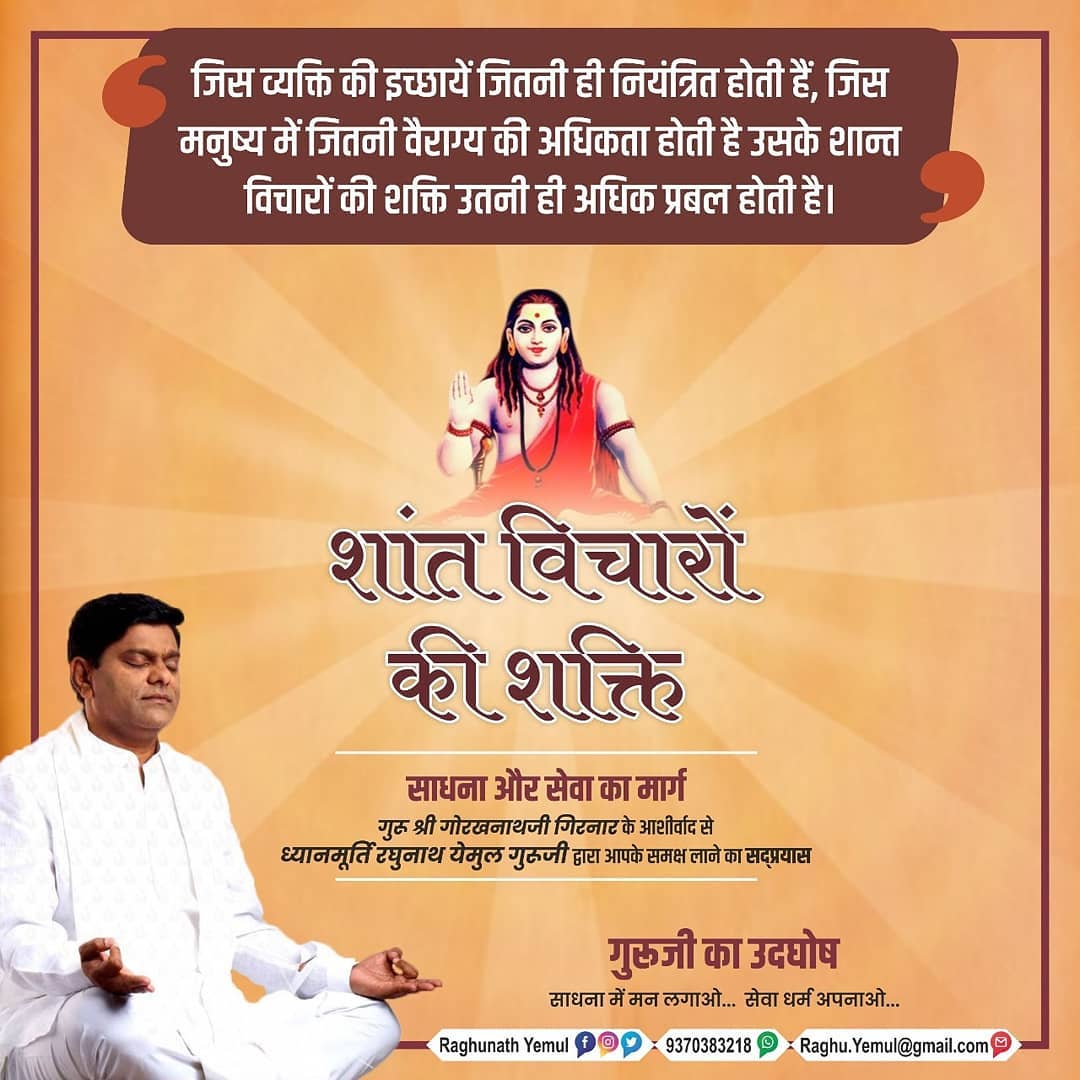 जिस व्यक्ति की इच्छायें जितनी ही नियंत्रित होती हैं, जिस
मनुष्य में जितनी वैराग्य की अधिकता होती है उसके शान्त
विचारों की शक्ति उतनी ही अधिक प्रबल होती है।
शांत विचारों
की शक्ति
साधना और सेवा का मार्ग
गुरू श्री गोरखनाथजी गिरनार के आशीर्वाद से
ध्यानमूर्ति रघुनाथ येमुल गुरूजी द्वारा आपके समक्ष लाने का सद्प्रयास
गुरूजी का उदघोष
साधना में मन लगाओ... सेवा धर्म अपनाओ...
Raghunath Yemul 9370383218 Raghu.Yemul@gmail.com